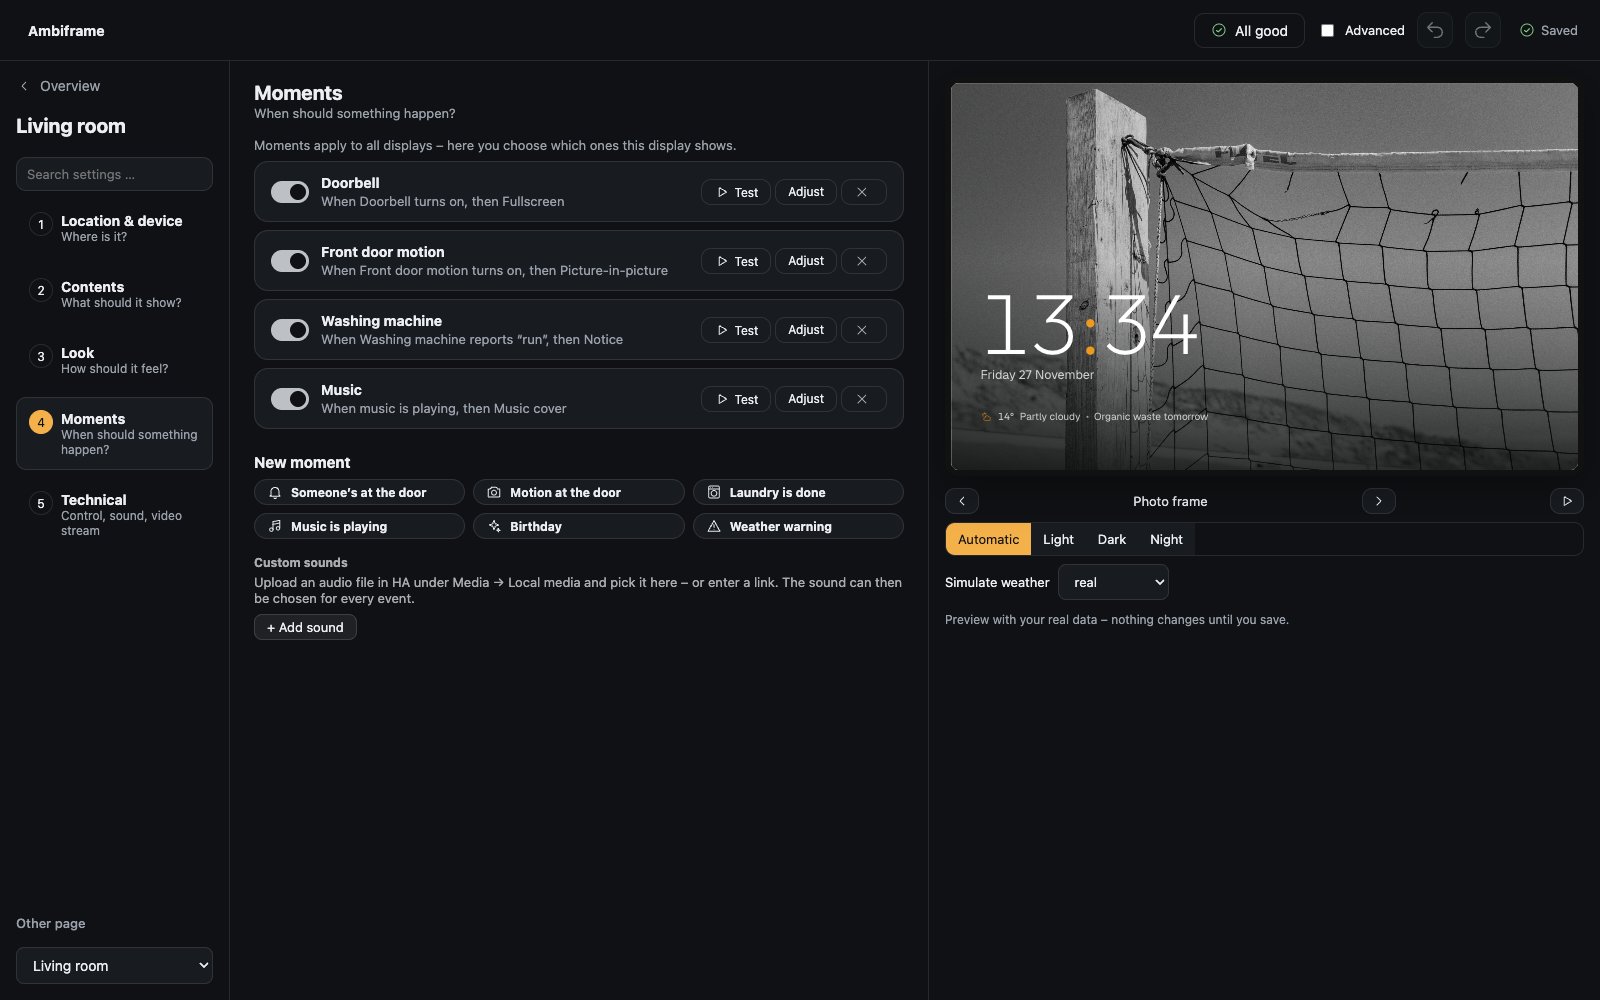 Ambiframe
All good
Advanced
Saved
Overview
Living room
Search settings ...
1
Location & device
Where is it?
2
Contents
What should it show?
3
Look
How should it feel?
4
Moments
When should something
happen?
5
Technical
Control, sound, video
stream
Other page
Living room
Moments
When should something happen?
Moments apply to all displays – here you choose which ones this display shows.
Doorbell
When Doorbell turns on, then Fullscreen
Test
Adjust
Front door motion
When Front door motion turns on, then Picture-in-picture
Test
Adjust
Washing machine
When Washing machine reports “run”, then Notice
Test
Adjust
Music
When music is playing, then Music cover
Test
Adjust
New moment
Someone’s at the door
Motion at the door
Laundry is done
Music is playing
Birthday
Weather warning
Custom sounds
Upload an audio file in HA under Media → Local media and pick it here – or enter a link. The sound can then
be chosen for every event.
+ Add sound
13:34
Friday 27 November
14° Partly cloudy · Organic waste tomorrow
Photo frame
Automatic
Light
Dark
Night
Simulate weather
real
Preview with your real data – nothing changes until you save.